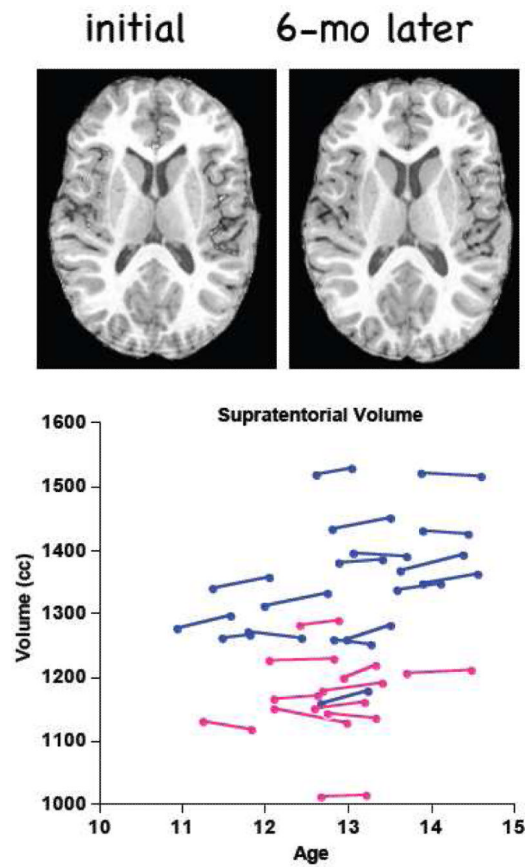 initial 6-mo later
Supratentorial Volume
1600
1500
1400
1300
1200
1100
1000
Volume (cc)
10 11 12 13 14 15
Age